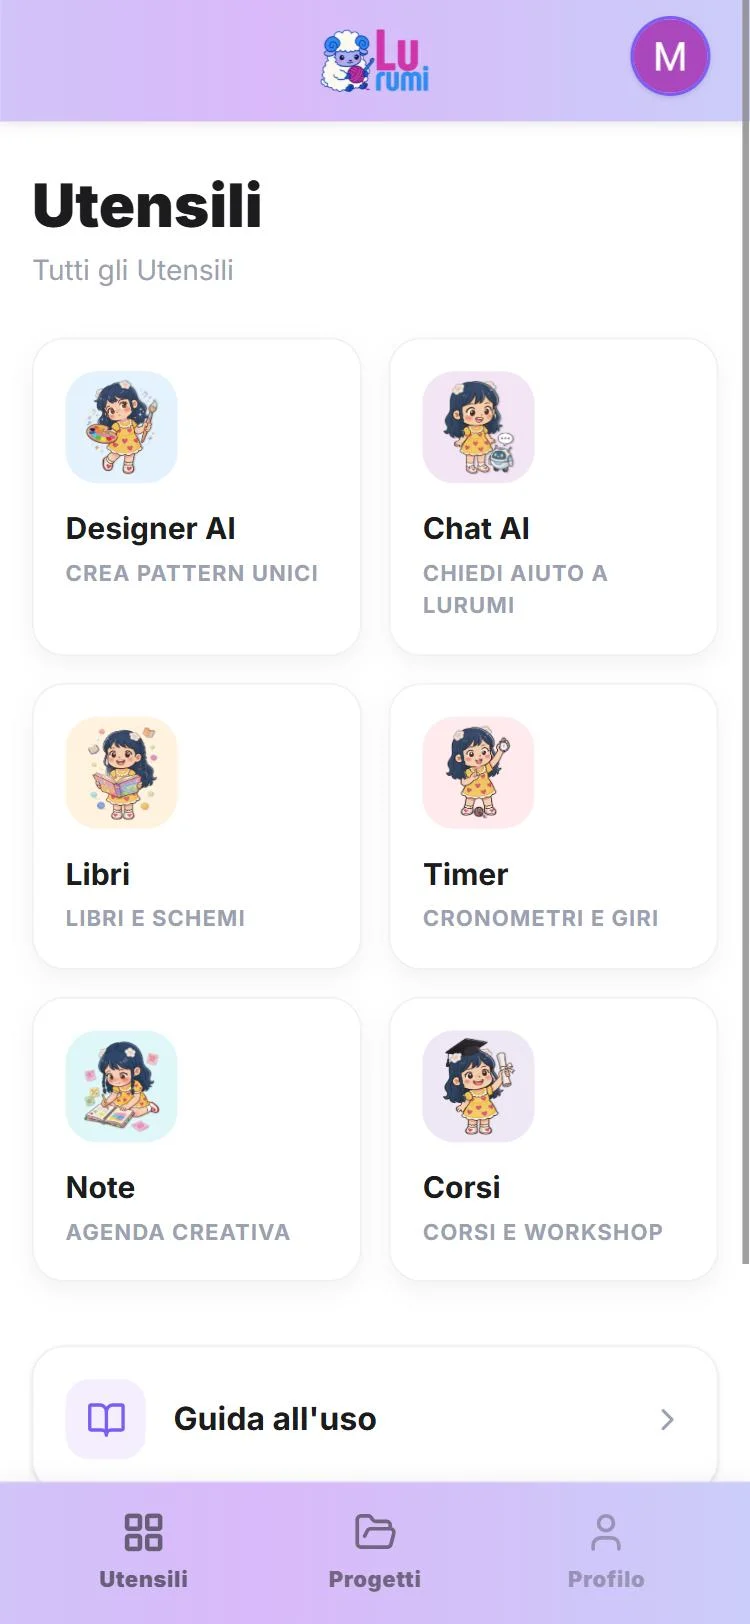 Lu
rumi
M
Utensili
Tutti gli Utensili
Designer AI
CREA PATTERN UNICI
Chat AI
CHIEDI AIUTO A
LURUMI
Libri
LIBRI E SCHEMI
Timer
CRONOMETRI E GIRI
Note
AGENDA CREATIVA
Corsi
CORSI E WORKSHOP
Guida all'uso
Utensili
Progetti
Profilo